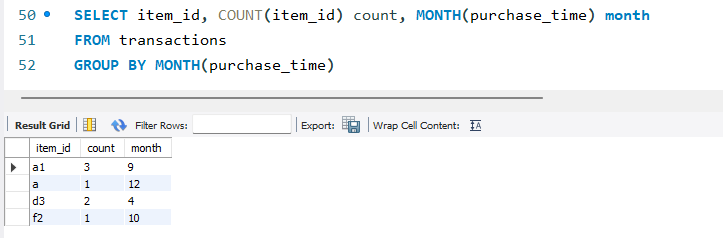 50 SELECT item_id, COUNT(item_id) count, MONTH(purchase_time) month
51 FROM transactions
52 GROUP BY MONTH(purchase_time)
Result Grid Filter Rows: Export: Wrap Cell Content: IA
item_id count month
a1 3 9
a 1 12
d3 2 4
f2 1 10